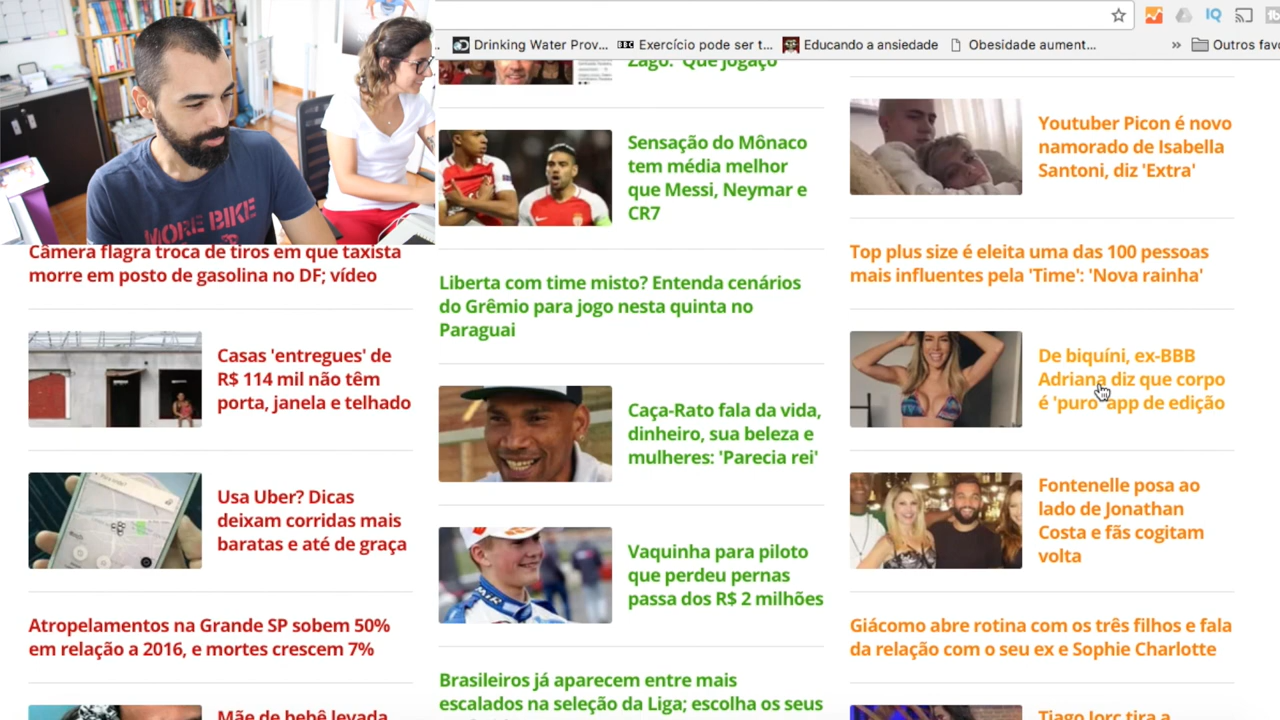 Drinking Water Prov...
BBC Exercício pode ser t...
Educando a ansiedade
Obesidade aument...
»
Outros favo
IQ
MORE BIKE
Câmera flagra troca de tiros em que taxista
morre em posto de gasolina no DF; vídeo
Casas 'entregues' de
R$ 114 mil não têm
porta, janela e telhado
Usa Uber? Dicas
deixam corridas mais
baratas e até de graça
Atropelamentos na Grande SP sobem 50%
em relação a 2016, e mortes crescem 7%
Mãe de bebê levada
Zago: 'Que jogaço'
Sensação do Mônaco
tem média melhor
que Messi, Neymar e
CR7
Liberta com time misto? Entenda cenários
do Grêmio para jogo nesta quinta no
Paraguai
Caça-Rato fala da vida,
dinheiro, sua beleza e
mulheres: 'Parecia rei'
Vaquinha para piloto
que perdeu pernas
passa dos R$ 2 milhões
Brasileiros já aparecem entre mais
escalados na seleção da Liga; escolha os seus
Youtuber Picon é novo
namorado de Isabella
Santoni, diz 'Extra'
Top plus size é eleita uma das 100 pessoas
mais influentes pela 'Time': 'Nova rainha'
De biquíni, ex-BBB
Adriana diz que corpo
é 'puro' app de edição
Fontenelle posa ao
lado de Jonathan
Costa e fãs cogitam
volta
Giácomo abre rotina com os três filhos e fala
da relação com o seu ex e Sophie Charlotte
Tiago Iorc tira a